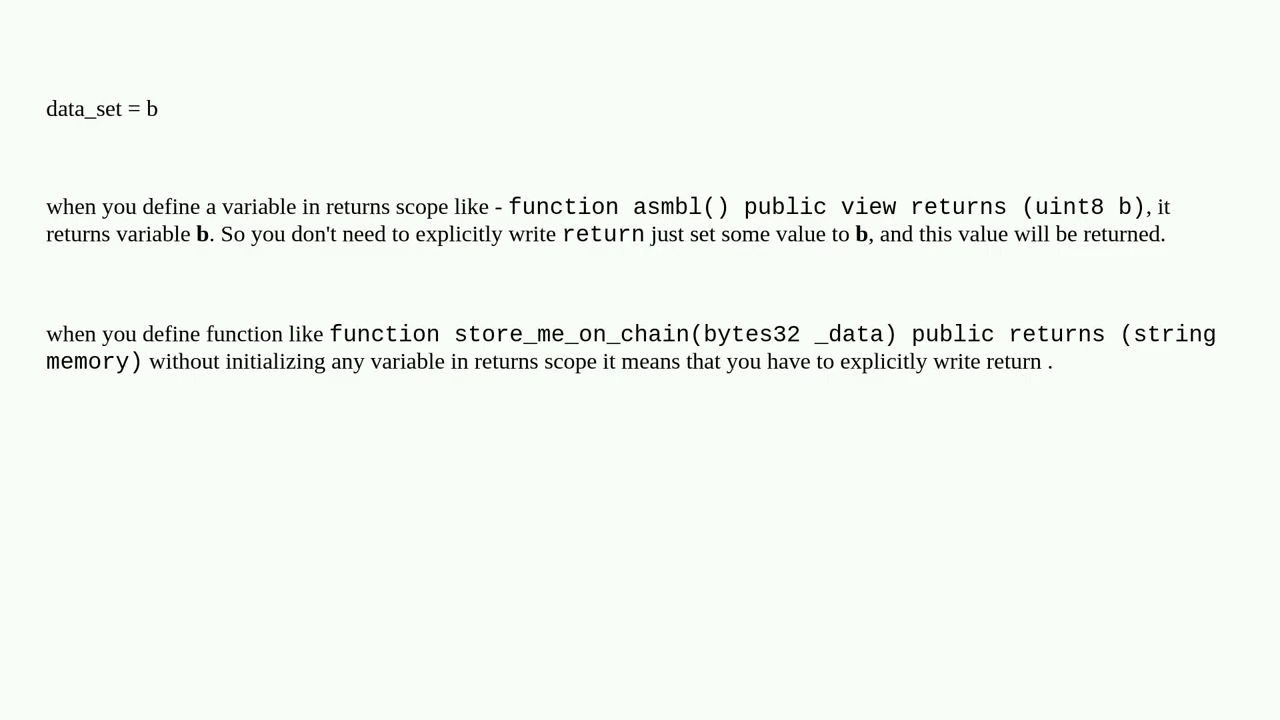 data_set = b
when you define a variable in returns scope like - function asmbl() public view returns (uint8 b), it
returns variable b. So you don't need to explicitly write return just set some value to b, and this value will be returned.
when you define function like function store_me_on_chain(bytes32 _data) public returns (string
memory) without initializing any variable in returns scope it means that you have to explicitly write return .